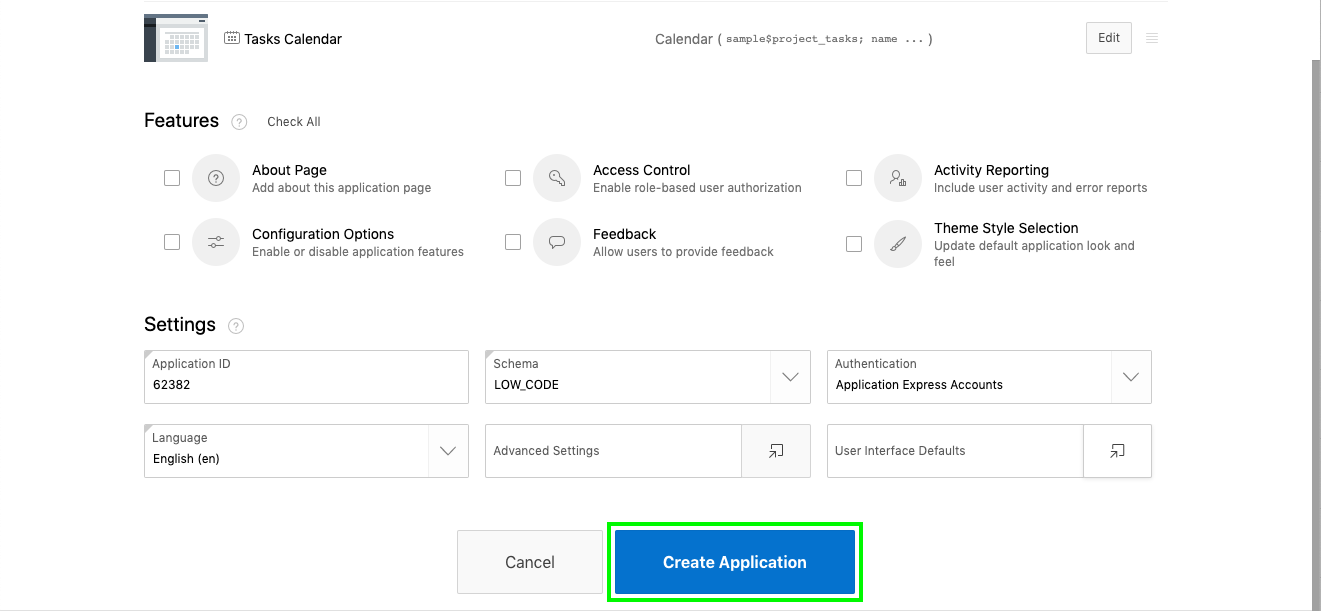 Tasks Calendar
Calendar ( sample$project_tasks; name ... )
Edit
Features ? Check All
About Page
Add about this application page
Access Control
Enable role-based user authorization
Activity Reporting
Include user activity and error reports
Configuration Options
Enable or disable application features
Feedback
Allow users to provide feedback
Theme Style Selection
Update default application look and
feel
Settings ?
Application ID
62382
Schema
LOW_CODE
Authentication
Application Express Accounts
Language
English (en)
Advanced Settings
User Interface Defaults
Cancel
Create Application